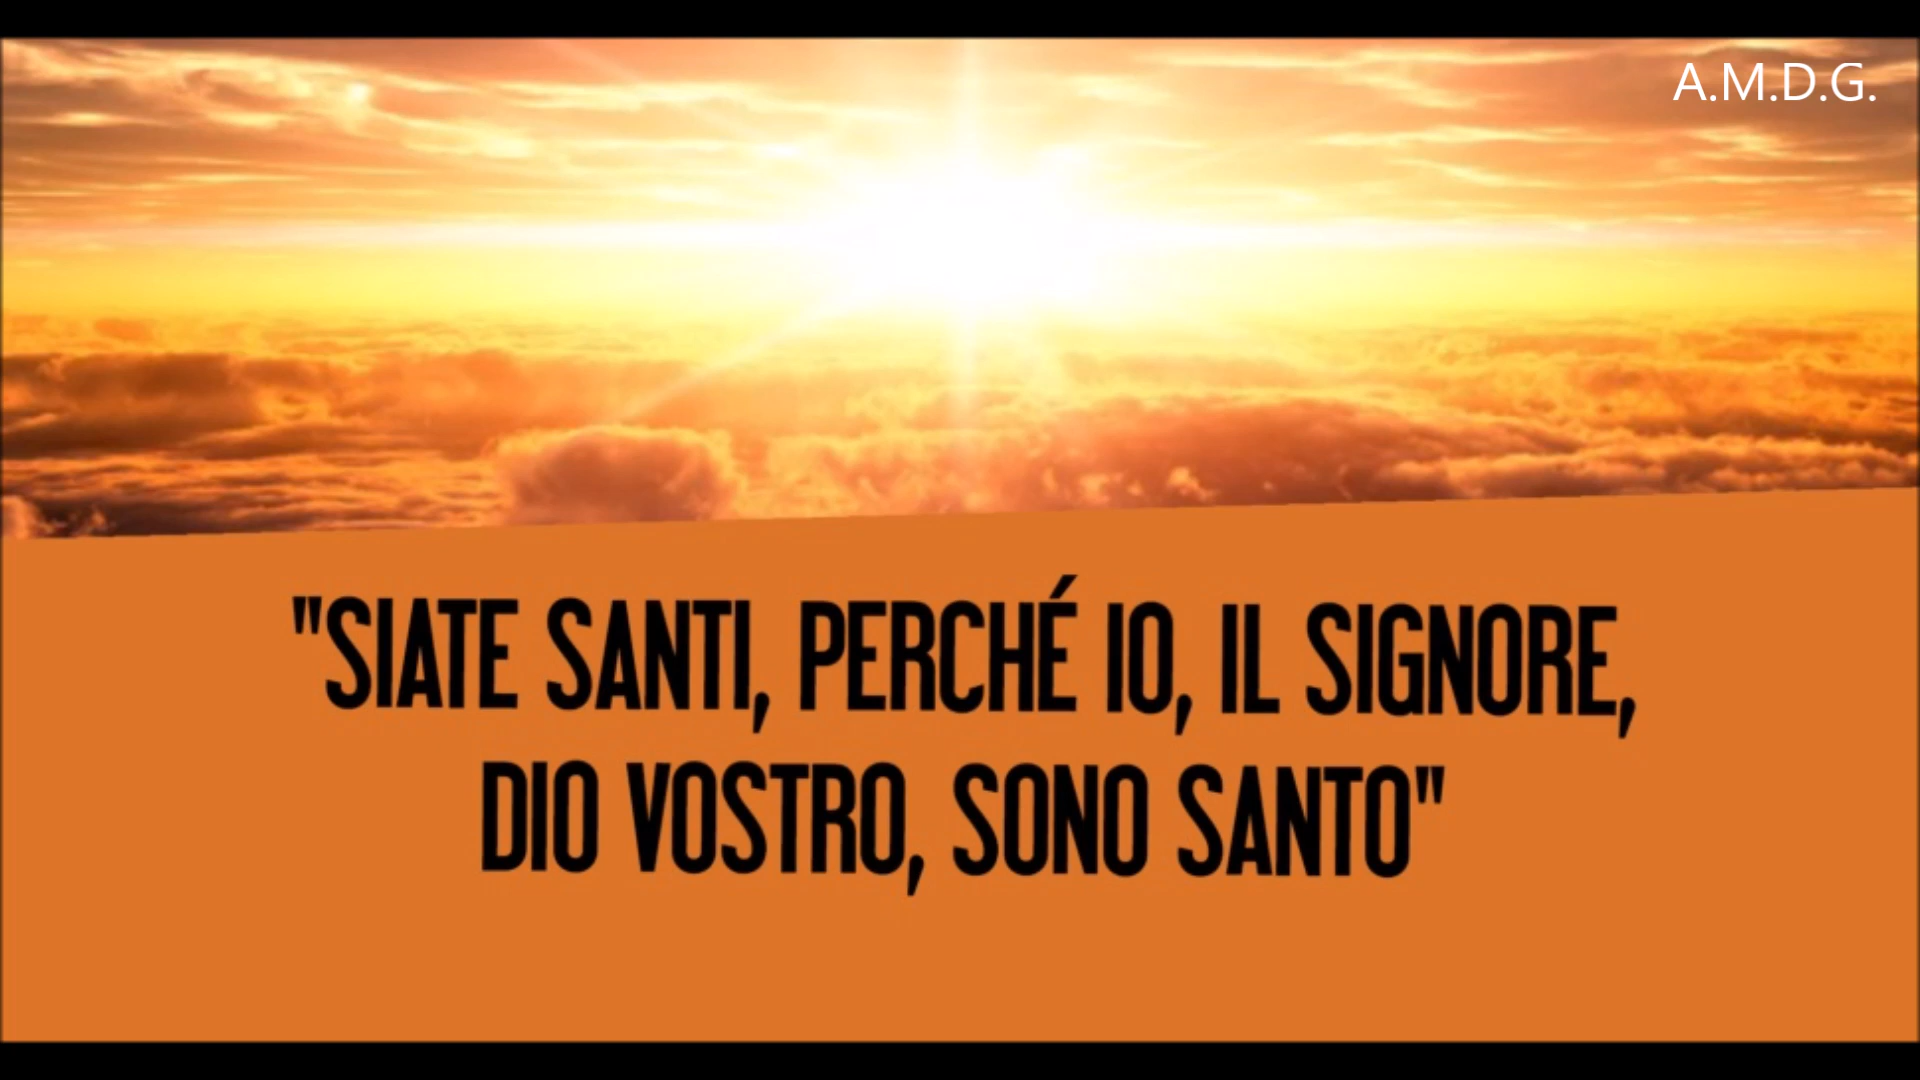 A.M.D.G.
"SIATE SANTI, PERCHÉ IO, IL SIGNORE,
DIO VOSTRO, SONO SANTO"